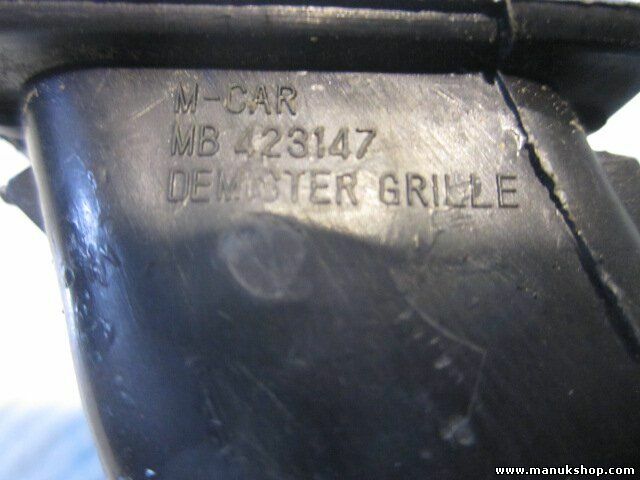 M-CAR
MB 423147
DEMISTER GRILLE
www.manukshop.com